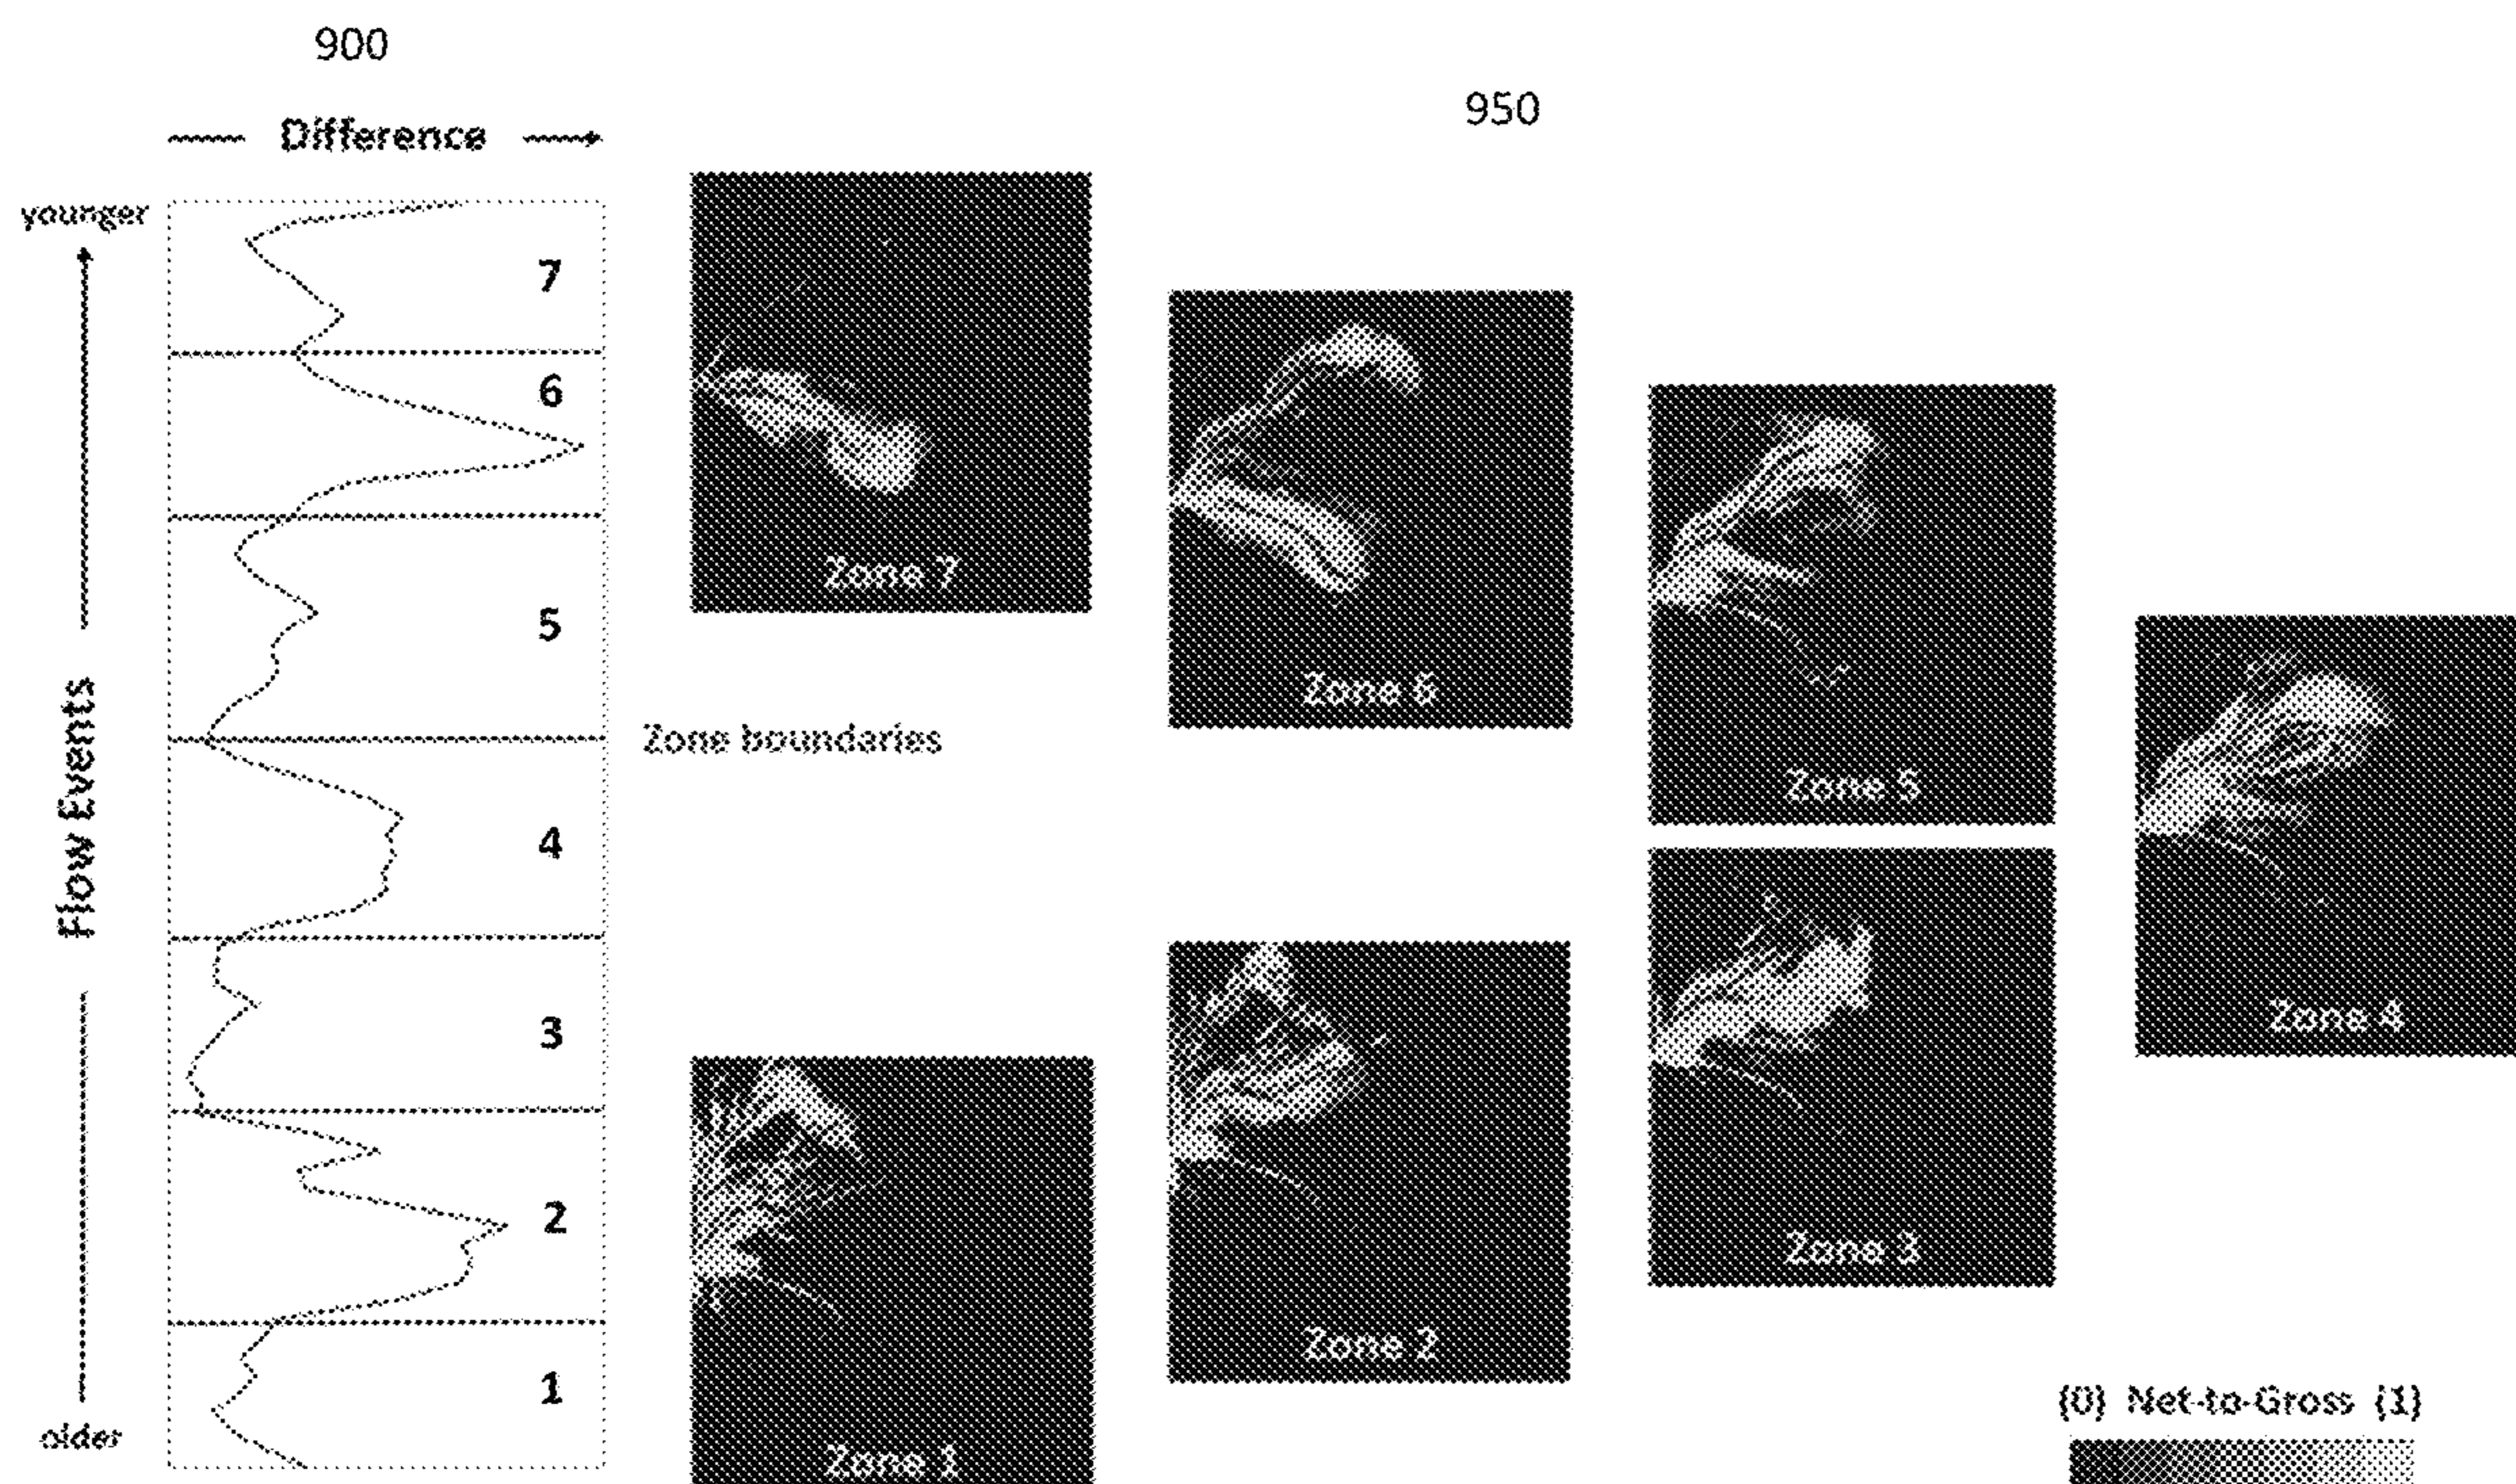 900
950
Difference
younger
7
6
5
4
3
2
1
Flow Events
older
Zone boundaries
Zone 7
Zone 6
Zone 5
Zone 4
Zone 3
Zone 2
Zone 1
(0) Net-to-Gross (1)